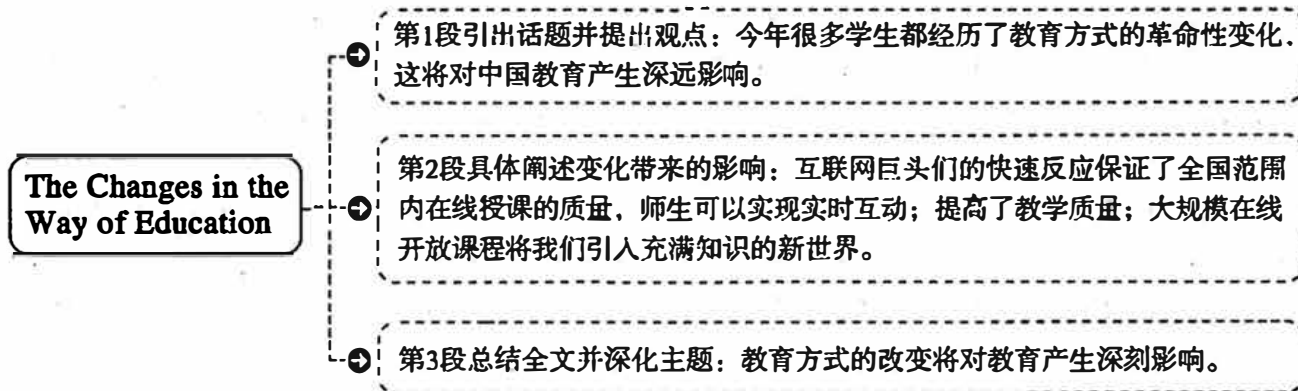 第1段引出话题并提出观点：今年很多学生都经历了教育方式的革命性变化，
这将对中国教育产生深远影响。
The Changes in the
Way of Education
第2段具体阐述变化带来的影响：互联网巨头们的快速反应保证了全国范围
内在线授课的质量，师生可以实现实时互动；提高了教学质量；大规模在线
开放课程将我们引入充满知识的新世界。
第3段总结全文并深化主题：教育方式的改变将对教育产生深刻影响。